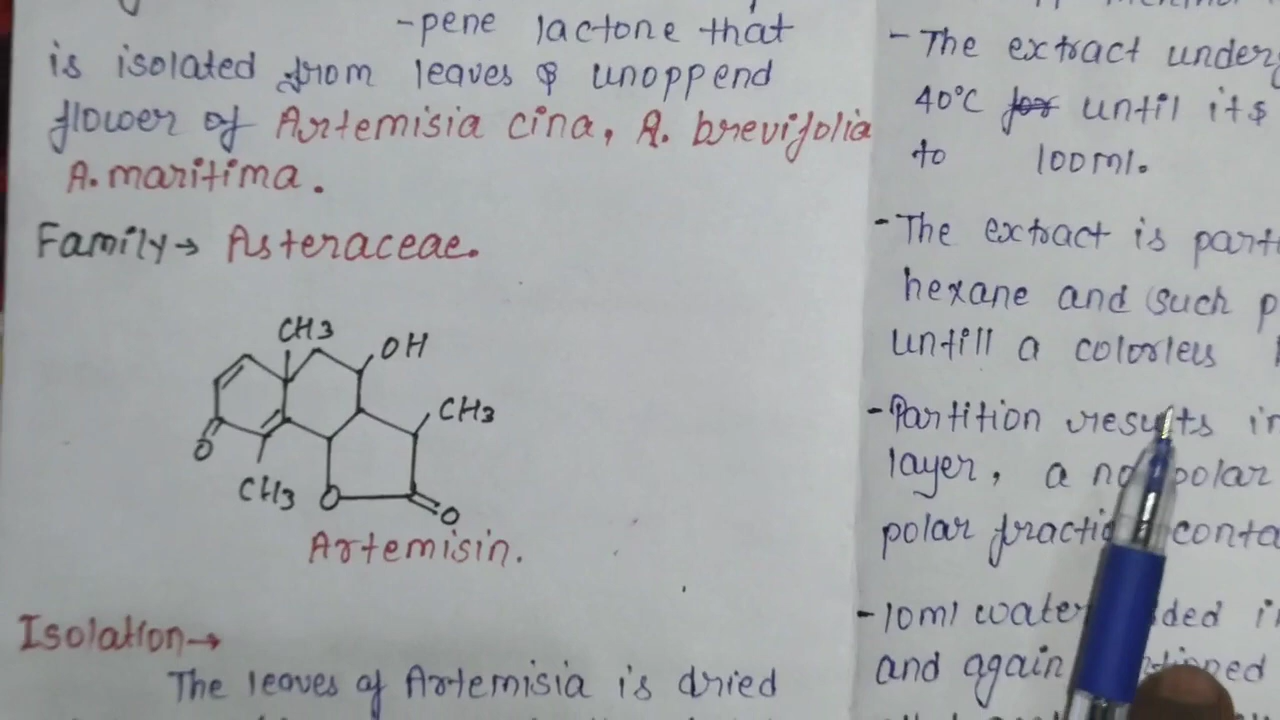 -pene lactone that
is isolated from leaves & unoppend
flower of Artemisia cina, A. brevifolia
A. maritima.
Family→ Asteraceae.
CH3
OH
CH3
O
CH3
O
O
Artemisin.
Isolation→
The leaves of Artemisia is dried
- The extract under
40°C for until its
to 100ml.
- The extract is part
hexane and such p
untill a colorless
- Partition results in
layer, a no polar
polar fractio conta
- 10ml water ded in
and again